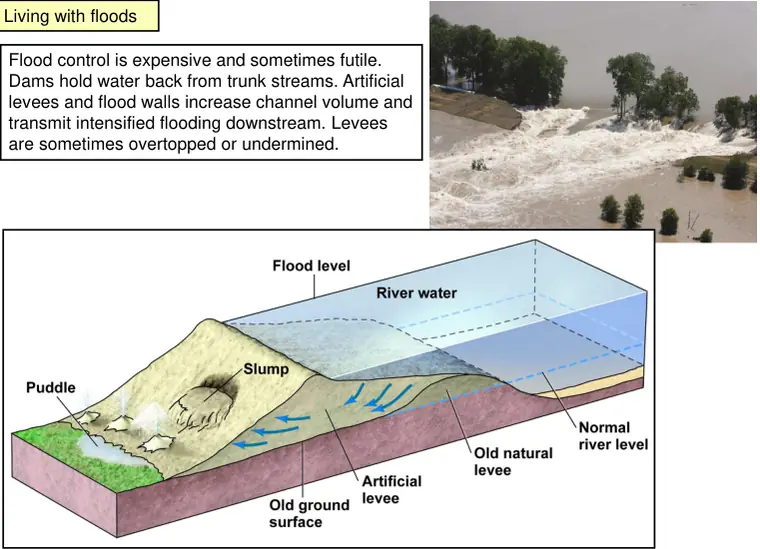 Living with floods
Flood control is expensive and sometimes futile.
Dams hold water back from trunk streams. Artificial
levees and flood walls increase channel volume and
transmit intensified flooding downstream. Levees
are sometimes overtopped or undermined.
Flood level
River water
Slump
Puddle
Normal
river level
Old natural
levee
Artificial
levee
Old ground
surface